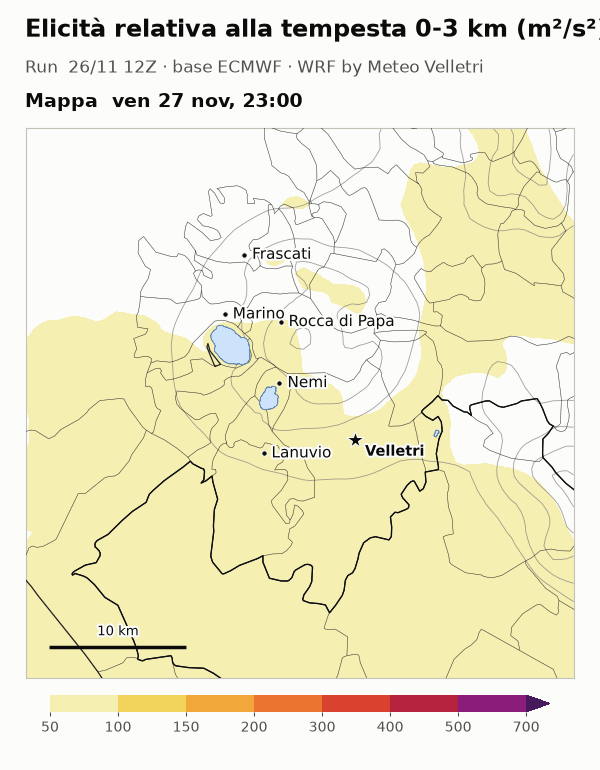 Elicità relativa alla tempesta 0-3 km (m²/s²)
Run 26/11 12Z · base ECMWF · WRF by Meteo Velletri
Mappa ven 27 nov, 23:00
Frascati
Marino
Rocca di Papa
Nemi
Velletri
Lanuvio
10 km
50 100 150 200 300 400 500 700